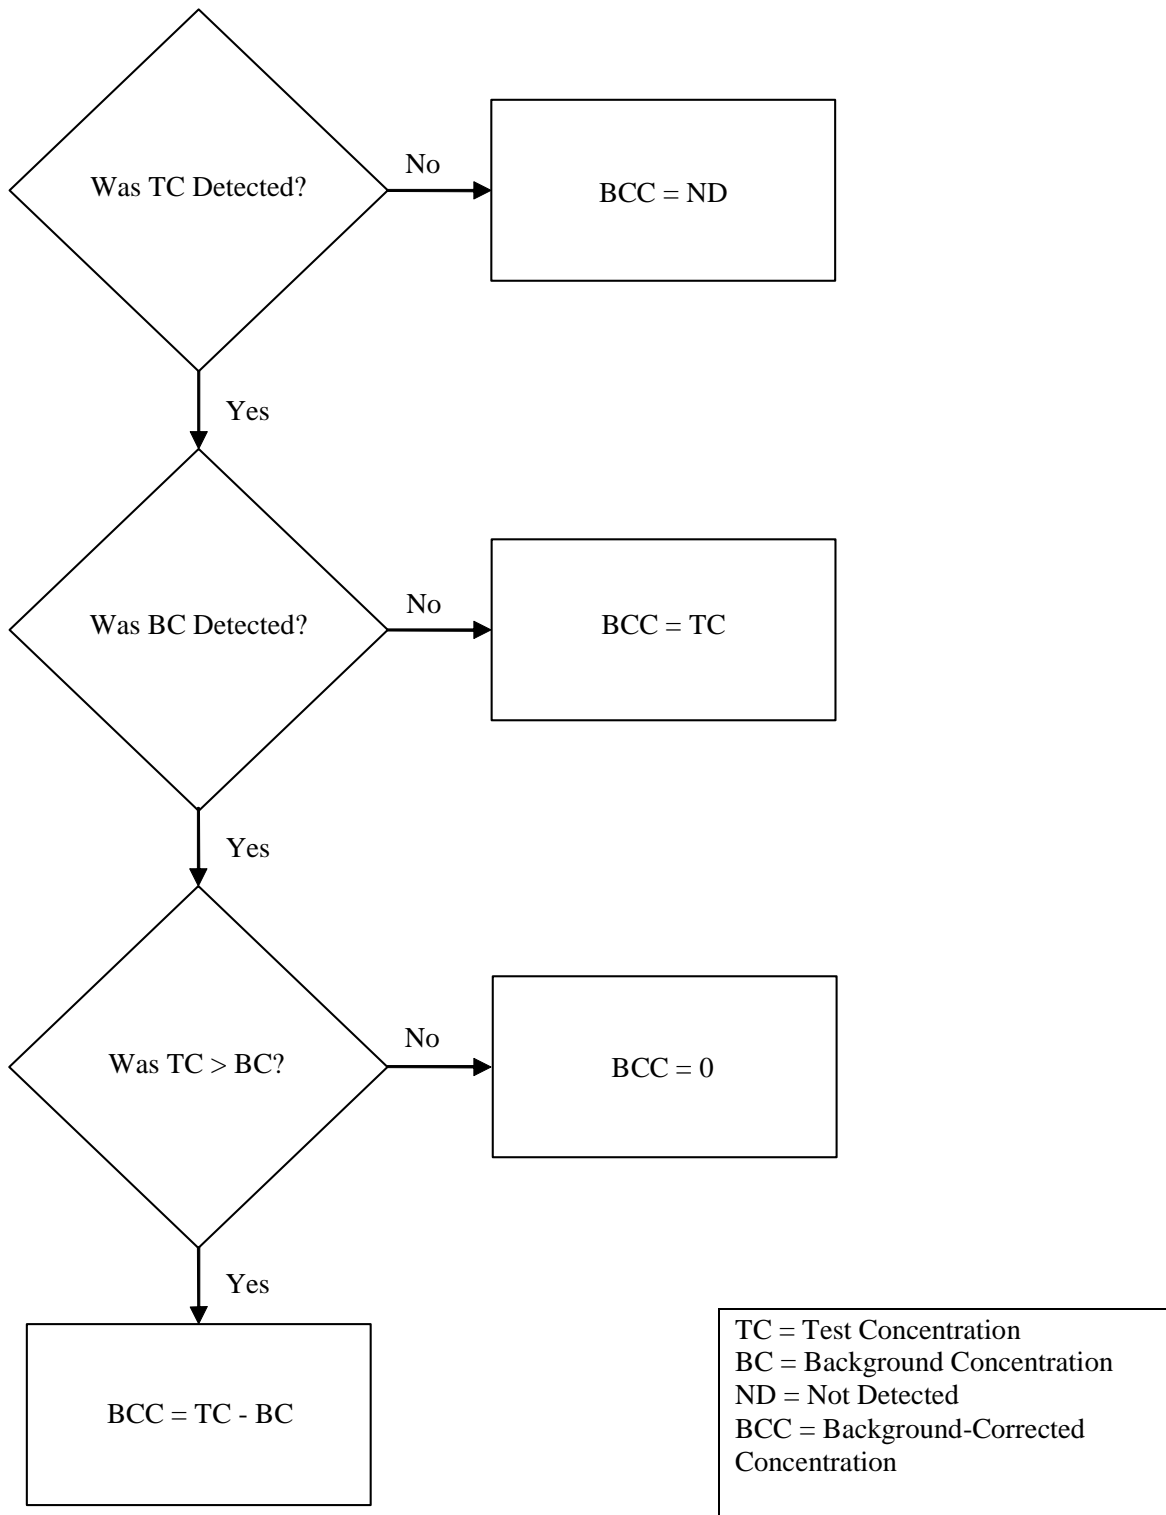 Was TC Detected?
No
BCC = ND
Yes
Was BC Detected?
No
BCC = TC
Yes
Was TC > BC?
No
BCC = 0
Yes
BCC = TC - BC
TC = Test Concentration
BC = Background Concentration
ND = Not Detected
BCC = Background-Corrected
Concentration